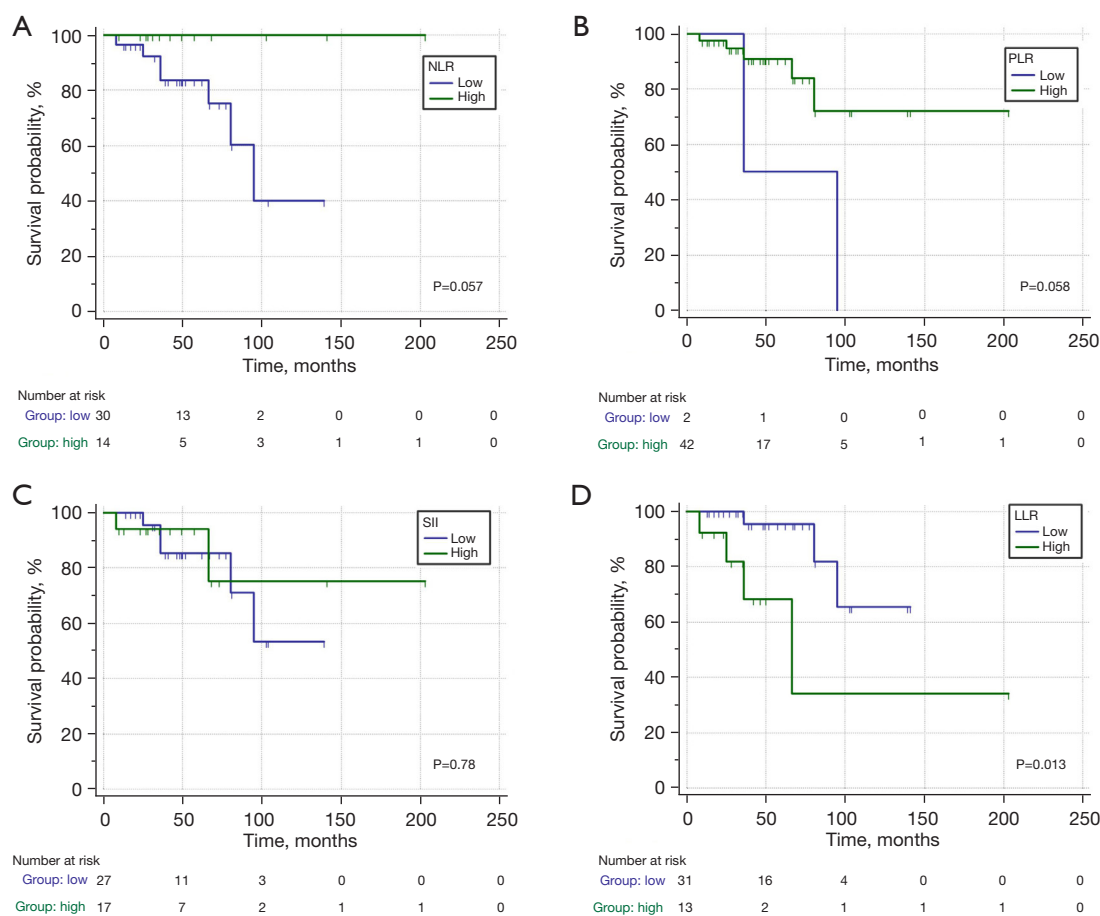 A
Survival probability, %
100
80
60
40
20
0
NLR
Low
High
P=0.057
0 50 100 150 200 250
Time, months
Number at risk
Group: low 30 13 2 0 0 0
Group: high 14 5 3 1 1 0
B
Survival probability, %
100
80
60
40
20
0
PLR
Low
High
P=0.058
0 50 100 150 200 250
Time, months
Number at risk
Group: low 2 1 0 0 0 0
Group: high 42 17 5 1 1 0
C
Survival probability, %
100
80
60
40
20
0
SII
Low
High
P=0.78
0 50 100 150 200 250
Time, months
Number at risk
Group: low 27 11 3 0 0 0
Group: high 17 7 2 1 1 0
D
Survival probability, %
100
80
60
40
20
0
LLR
Low
High
P=0.013
0 50 100 150 200 250
Time, months
Number at risk
Group: low 31 16 4 0 0 0
Group: high 13 2 1 1 1 0